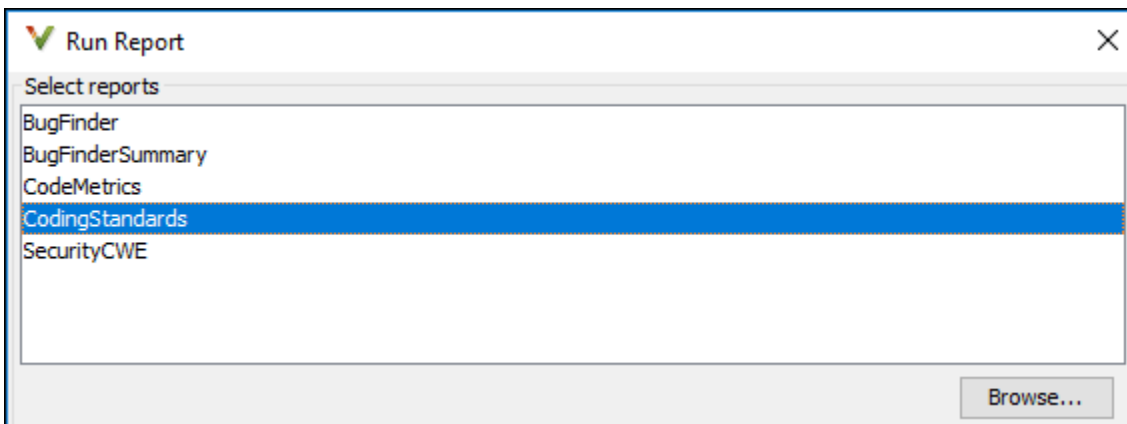 Run Report
Select reports
BugFinder
BugFinderSummary
CodeMetrics
CodingStandards
SecurityCWE
Browse...